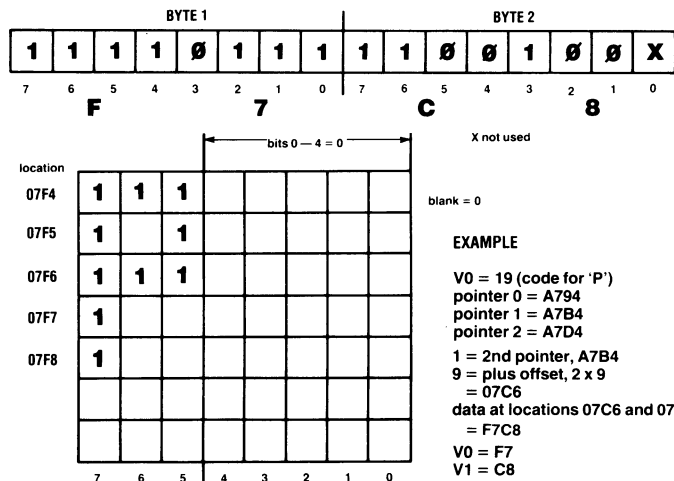 BYTE 1 BYTE 2
1 1 1 1 Ø 1 1 1 1 1 Ø Ø 1 Ø Ø X
7 6 5 4 3 2 1 0 7 6 5 4 3 2 1 0
F 7 C 8
bits 0 — 4 = 0 X not used
location
07F4 1 1 1
blank = 0
07F5 1 1
EXAMPLE
07F6 1 1 1
V0 = 19 (code for 'P')
pointer 0 = A794
07F7 1
pointer 1 = A7B4
pointer 2 = A7D4
07F8 1
1 = 2nd pointer, A7B4
9 = plus offset, 2 x 9
= 07C6
data at locations 07C6 and 07
= F7C8
V0 = F7
V1 = C8
7 6 5 4 3 2 1 0